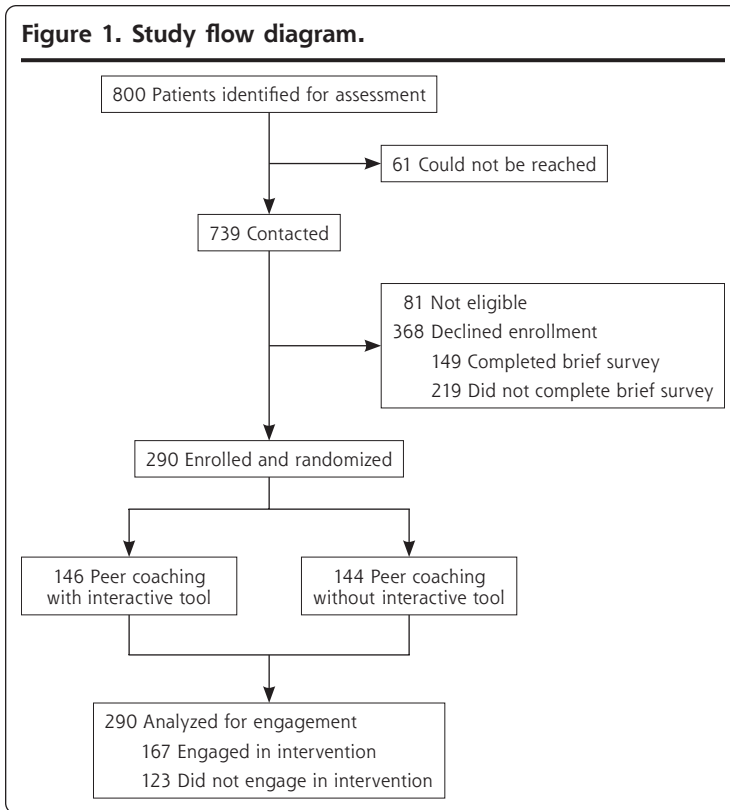 Figure 1. Study flow diagram.
800 Patients identified for assessment
61 Could not be reached
739 Contacted
81 Not eligible
368 Declined enrollment
149 Completed brief survey
219 Did not complete brief survey
290 Enrolled and randomized
146 Peer coaching
with interactive tool
144 Peer coaching
without interactive tool
290 Analyzed for engagement
167 Engaged in intervention
123 Did not engage in intervention